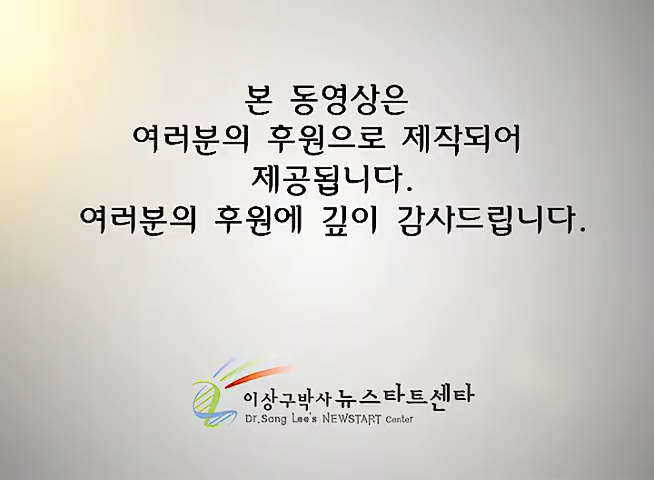 본 동영상은
여러분의 후원으로 제작되어
제공됩니다.
여러분의 후원에 깊이 감사드립니다.
이상구박사 뉴스타트센타
Dr.Sang Lee's NEWSTART Center